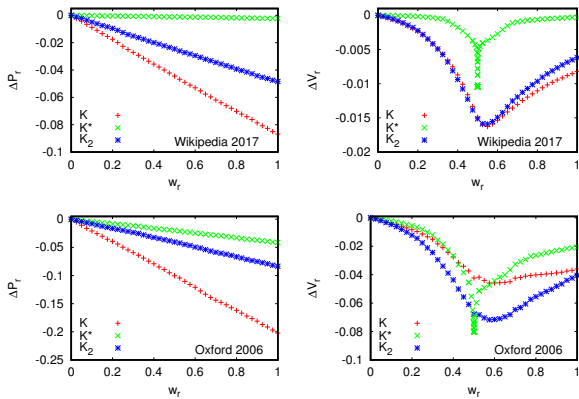 0
-0.02
-0.04
-0.06
-0.08
-0.1
0 0.2 0.4 0.6 0.8 1
ΔP_r
w_r
K
K*
K_2
Wikipedia 2017
0
-0.005
-0.01
-0.015
-0.02
0 0.2 0.4 0.6 0.8 1
ΔV_r
w_r
K
K*
K_2
Wikipedia 2017
0
-0.05
-0.1
-0.15
-0.2
-0.25
0 0.2 0.4 0.6 0.8 1
ΔP_r
w_r
K
K*
K_2
Oxford 2006
0
-0.02
-0.04
-0.06
-0.08
-0.1
0 0.2 0.4 0.6 0.8 1
ΔV_r
w_r
K
K*
K_2
Oxford 2006